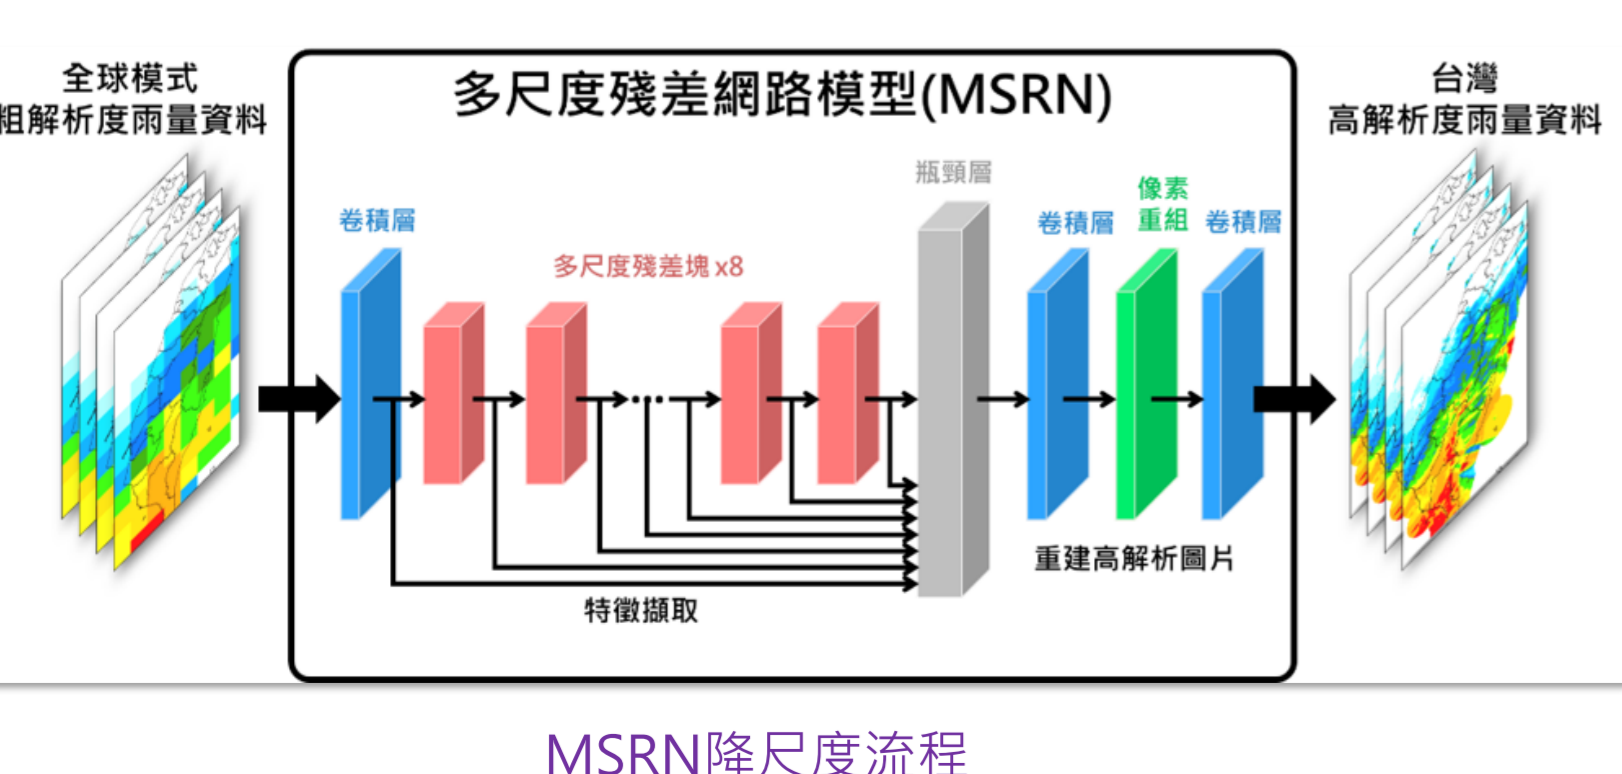 全球模式
粗解析度雨量資料
多尺度殘差網路模型(MSRN)
台灣
高解析度雨量資料
瓶頸層
卷積層
多尺度殘差塊 x8
卷積層
像素
重組
卷積層
重建高解析圖片
特徵擷取
MSRN降尺度流程